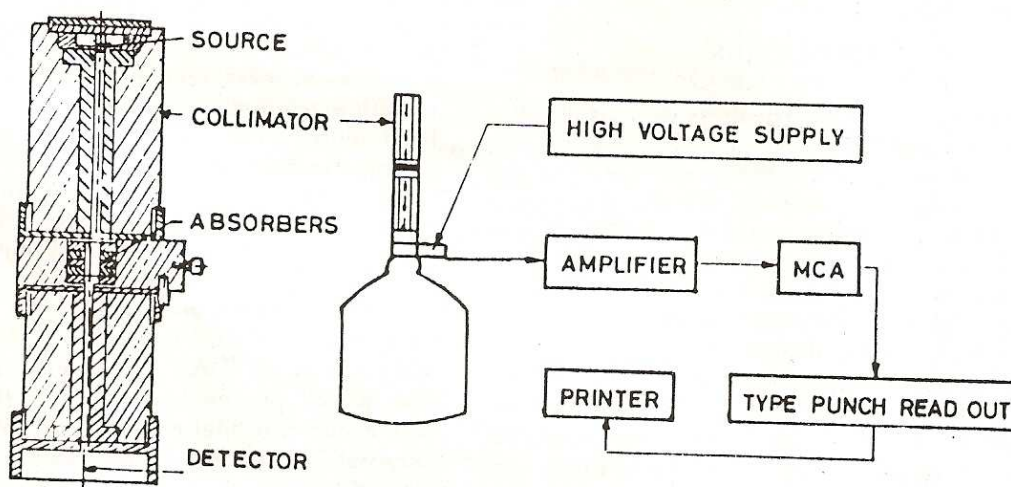 SOURCE
COLLIMATOR
ABSORBERS
DETECTOR
HIGH VOLTAGE SUPPLY
AMPLIFIER
MCA
PRINTER
TYPE PUNCH READ OUT